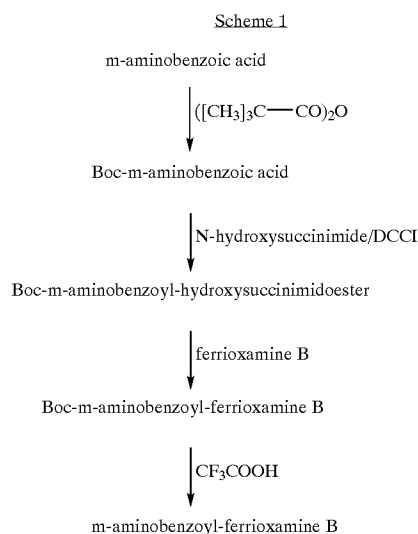 Scheme 1
m-aminobenzoic acid
([CH₃]₃C—CO)₂O
Boc-m-aminobenzoic acid
N-hydroxysuccinimide/DCCI
Boc-m-aminobenzoyl-hydroxysuccinimidoester
ferrioxamine B
Boc-m-aminobenzoyl-ferrioxamine B
CF₃COOH
m-aminobenzoyl-ferrioxamine B